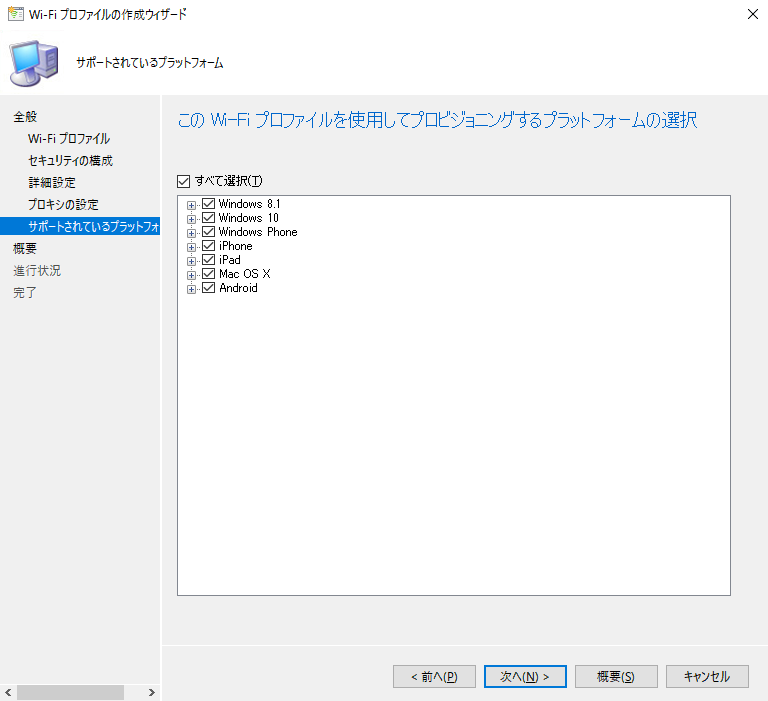 Wi-Fi プロファイルの作成ウィザード
サポートされているプラットフォーム
全般
Wi-Fi プロファイル
セキュリティの構成
詳細設定
プロキシの設定
サポートされているプラットフォ
概要
進行状況
完了
この Wi-Fi プロファイルを使用してプロビジョニングするプラットフォームの選択
すべて選択(T)
Windows 8.1
Windows 10
Windows Phone
iPhone
iPad
Mac OS X
Android
< 前へ(P)
次へ(N) >
概要(S)
キャンセル